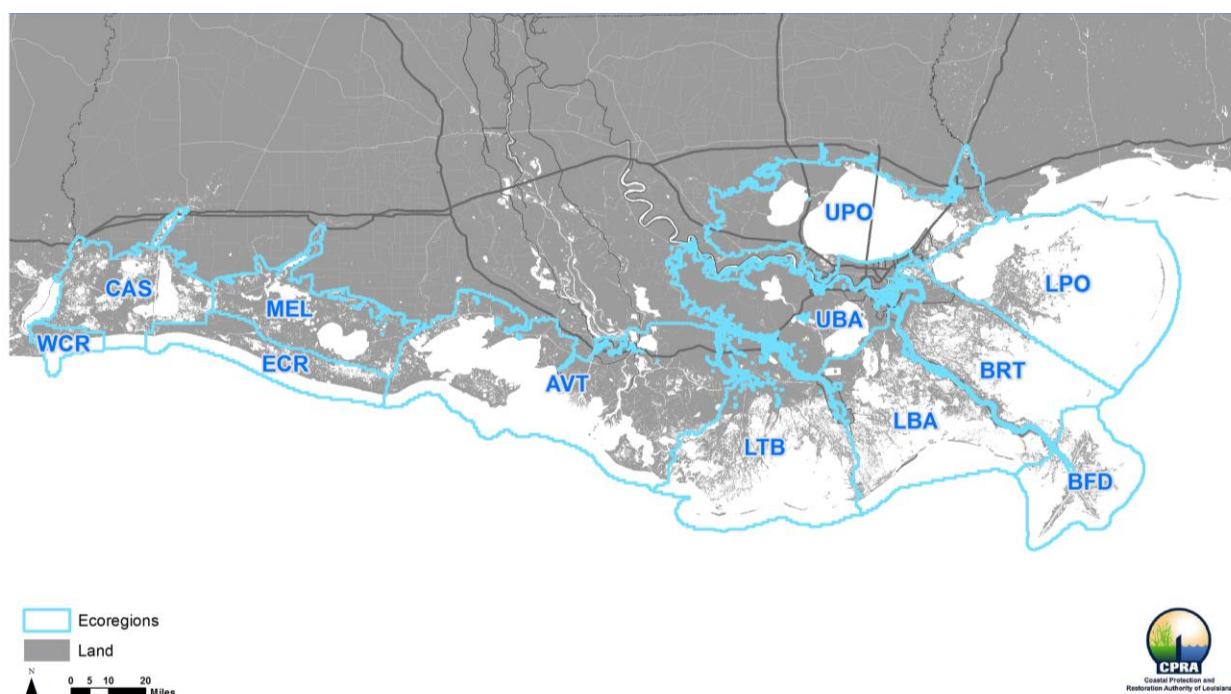 UPO
LPO
CAS
MEL
UBA
WCR
ECR
BRT
AVT
LBA
LTB
BFD
Ecoregions
Land
N
0 5 10 20
Miles
CPRA
Coastal Protection and
Restoration Authority of Louisiana